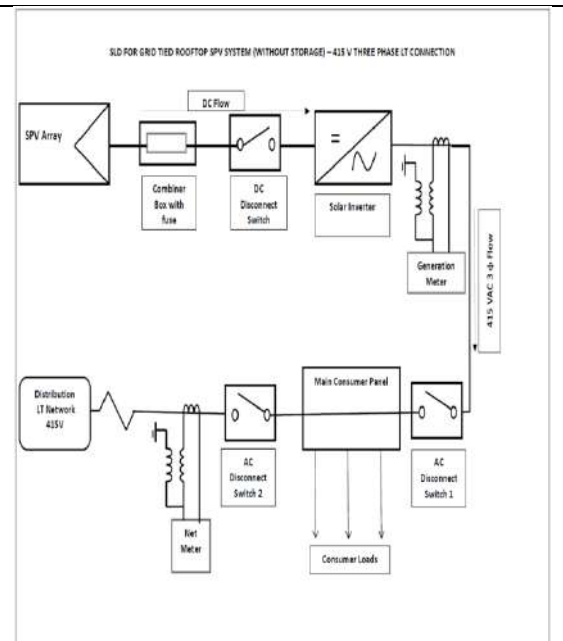 SLD FOR GRID TIED ROOFTOP SPV SYSTEM (WITHOUT STORAGE) – 415 V THREE PHASE LT CONNECTION
DC Flow
SPV Array
Combiner
Box with
fuse
DC
Disconnect
Switch
Solar Inverter
Generation
Meter
415 VAC 3 ф Flow
Distribution
LT Network
415V
Main Consumer Panel
AC
Disconnect
Switch 2
AC
Disconnect
Switch 1
Net
Meter
Consumer Loads